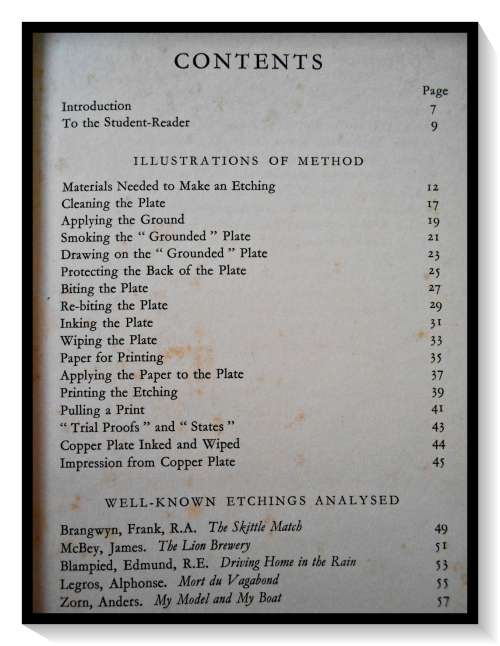 CONTENTS
Page
Introduction 7
To the Student-Reader 9
ILLUSTRATIONS OF METHOD
Materials Needed to Make an Etching 12
Cleaning the Plate 17
Applying the Ground 19
Smoking the “ Grounded ” Plate 21
Drawing on the “ Grounded ” Plate 23
Protecting the Back of the Plate 25
Biting the Plate 27
Re-biting the Plate 29
Inking the Plate 31
Wiping the Plate 33
Paper for Printing 35
Applying the Paper to the Plate 37
Printing the Etching 39
Pulling a Print 41
“ Trial Proofs ” and “ States ” 43
Copper Plate Inked and Wiped 44
Impression from Copper Plate 45
WELL-KNOWN ETCHINGS ANALYSED
Brangwyn, Frank, R.A. The Skittle Match 49
McBey, James. The Lion Brewery 51
Blampied, Edmund, R.E. Driving Home in the Rain 53
Legros, Alphonse. Mort du Vagabond 55
Zorn, Anders. My Model and My Boat 57